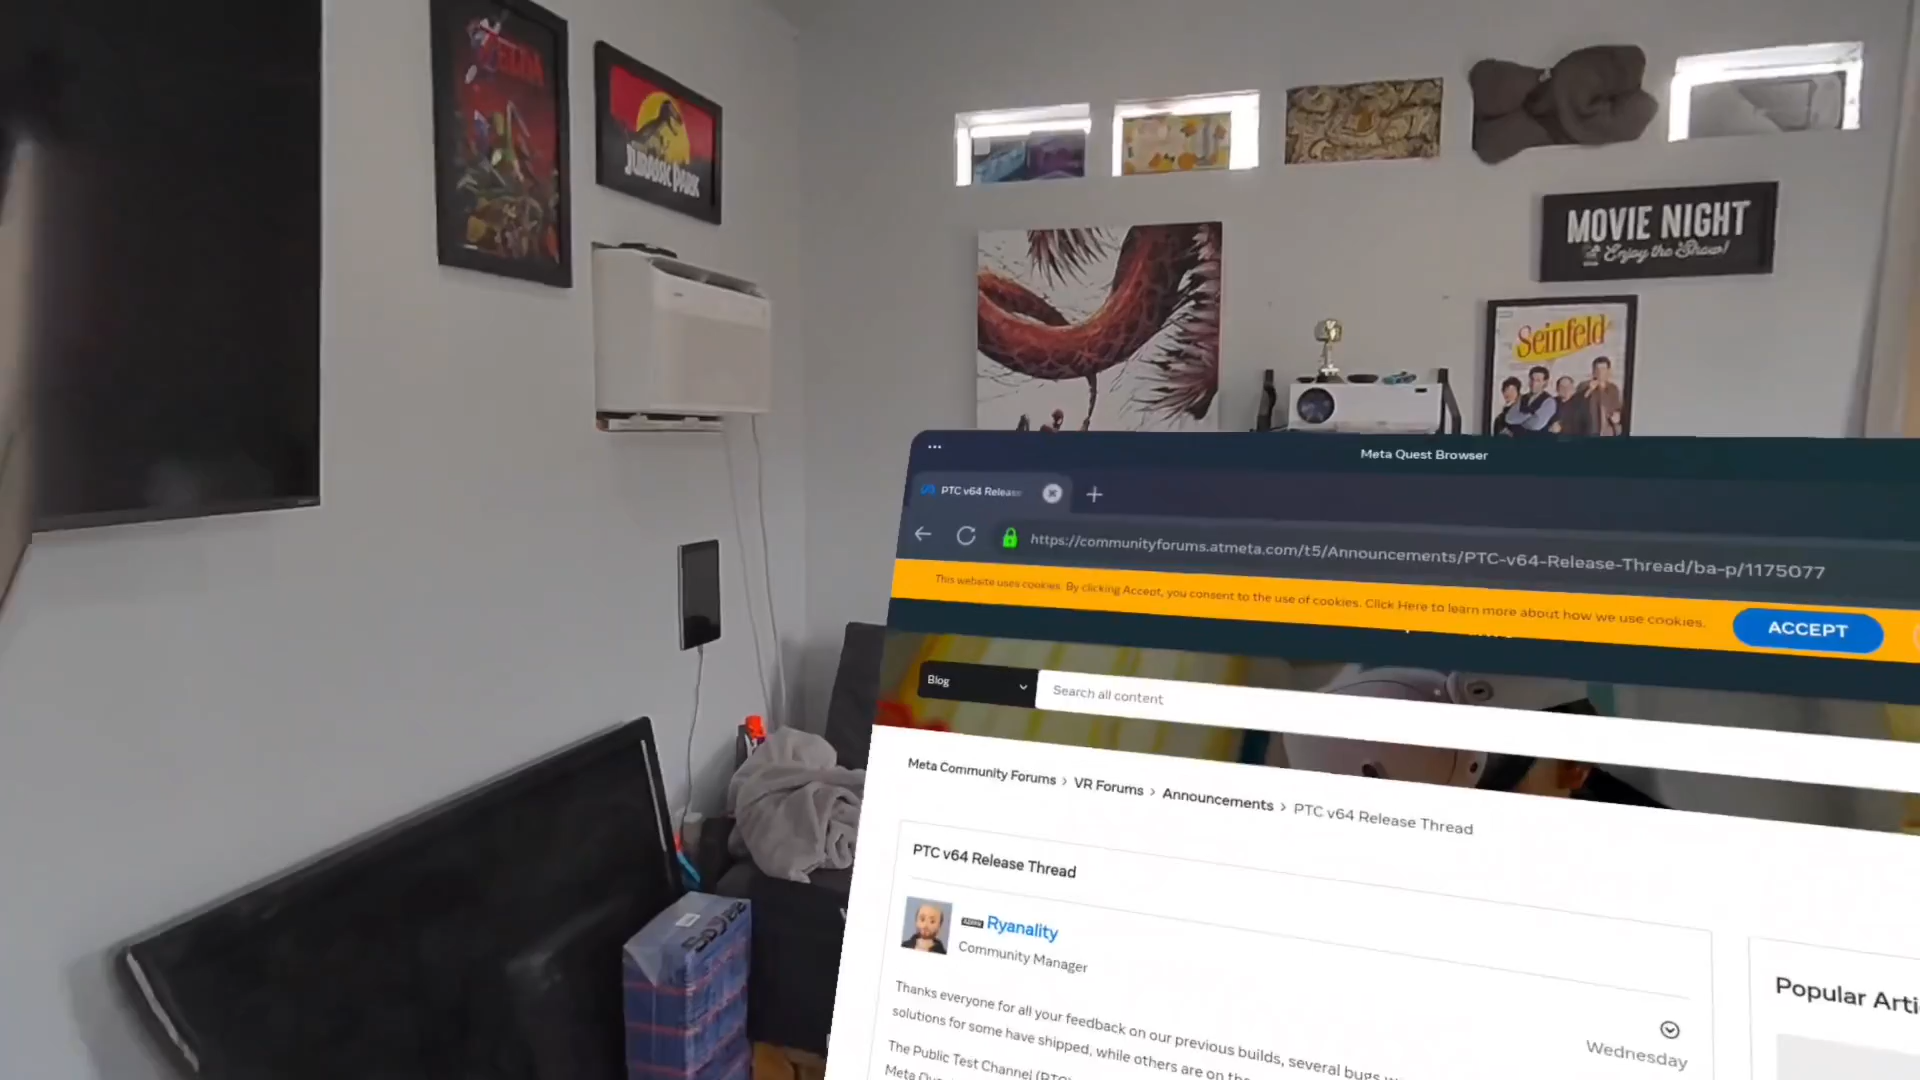 ZELDA
JURASSIC PARK
MOVIE NIGHT
Enjoy the Show!
Seinfeld
Meta Quest Browser
PTC v64 Release
https://communityforums.atmeta.com/t5/Announcements/PTC-v64-Release-Thread/ba-p/1175077
This website uses cookies. By clicking Accept, you consent to the use of cookies. Click Here to learn more about how we use cookies.
ACCEPT
Blog
Search all content
Meta Community Forums > VR Forums > Announcements > PTC v64 Release Thread
PTC v64 Release Thread
Ryanality
Community Manager
Wednesday
Thanks everyone for all your feedback on our previous builds, several bugs
solutions for some have shipped, while others are on
The Public Test Channel
Meta
Popular